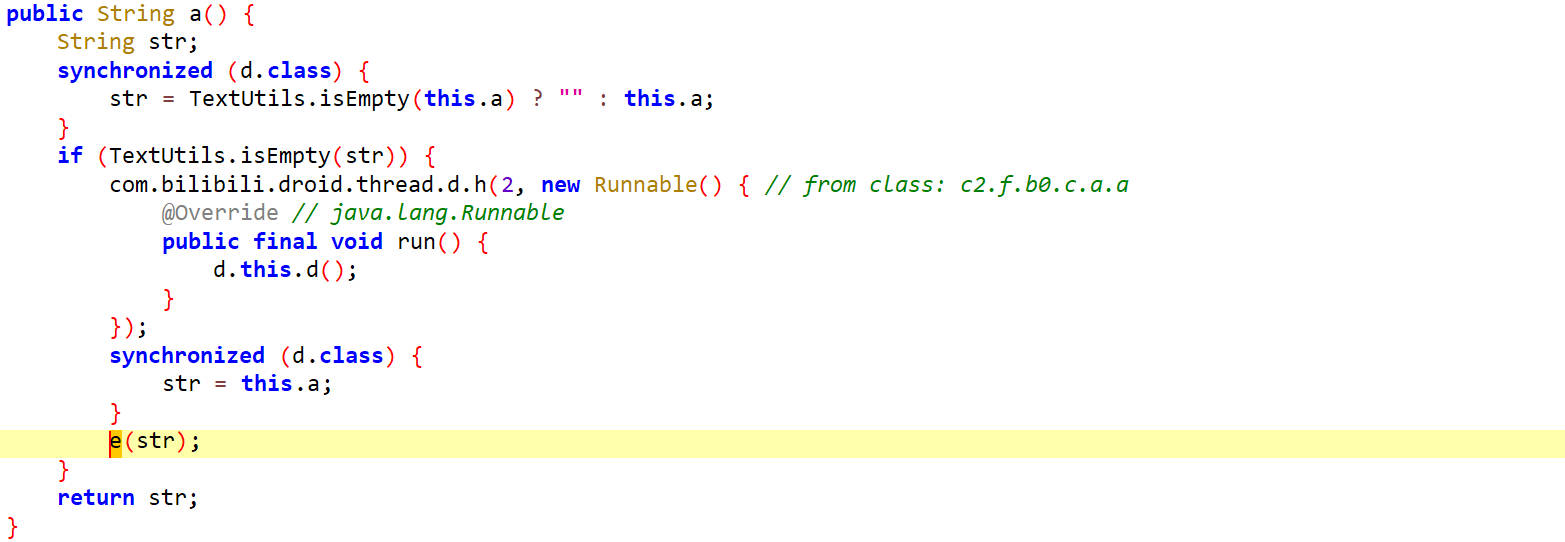 public String a() {
    String str;
    synchronized (d.class) {
        str = TextUtils.isEmpty(this.a) ? "" : this.a;
    }
    if (TextUtils.isEmpty(str)) {
        com.bilibili.droid.thread.d.h(2, new Runnable() { // from class: c2.f.b0.c.a.a
            @Override // java.lang.Runnable
            public final void run() {
                d.this.d();
            }
        });
        synchronized (d.class) {
            str = this.a;
        }
        e(str);
    }
    return str;
}